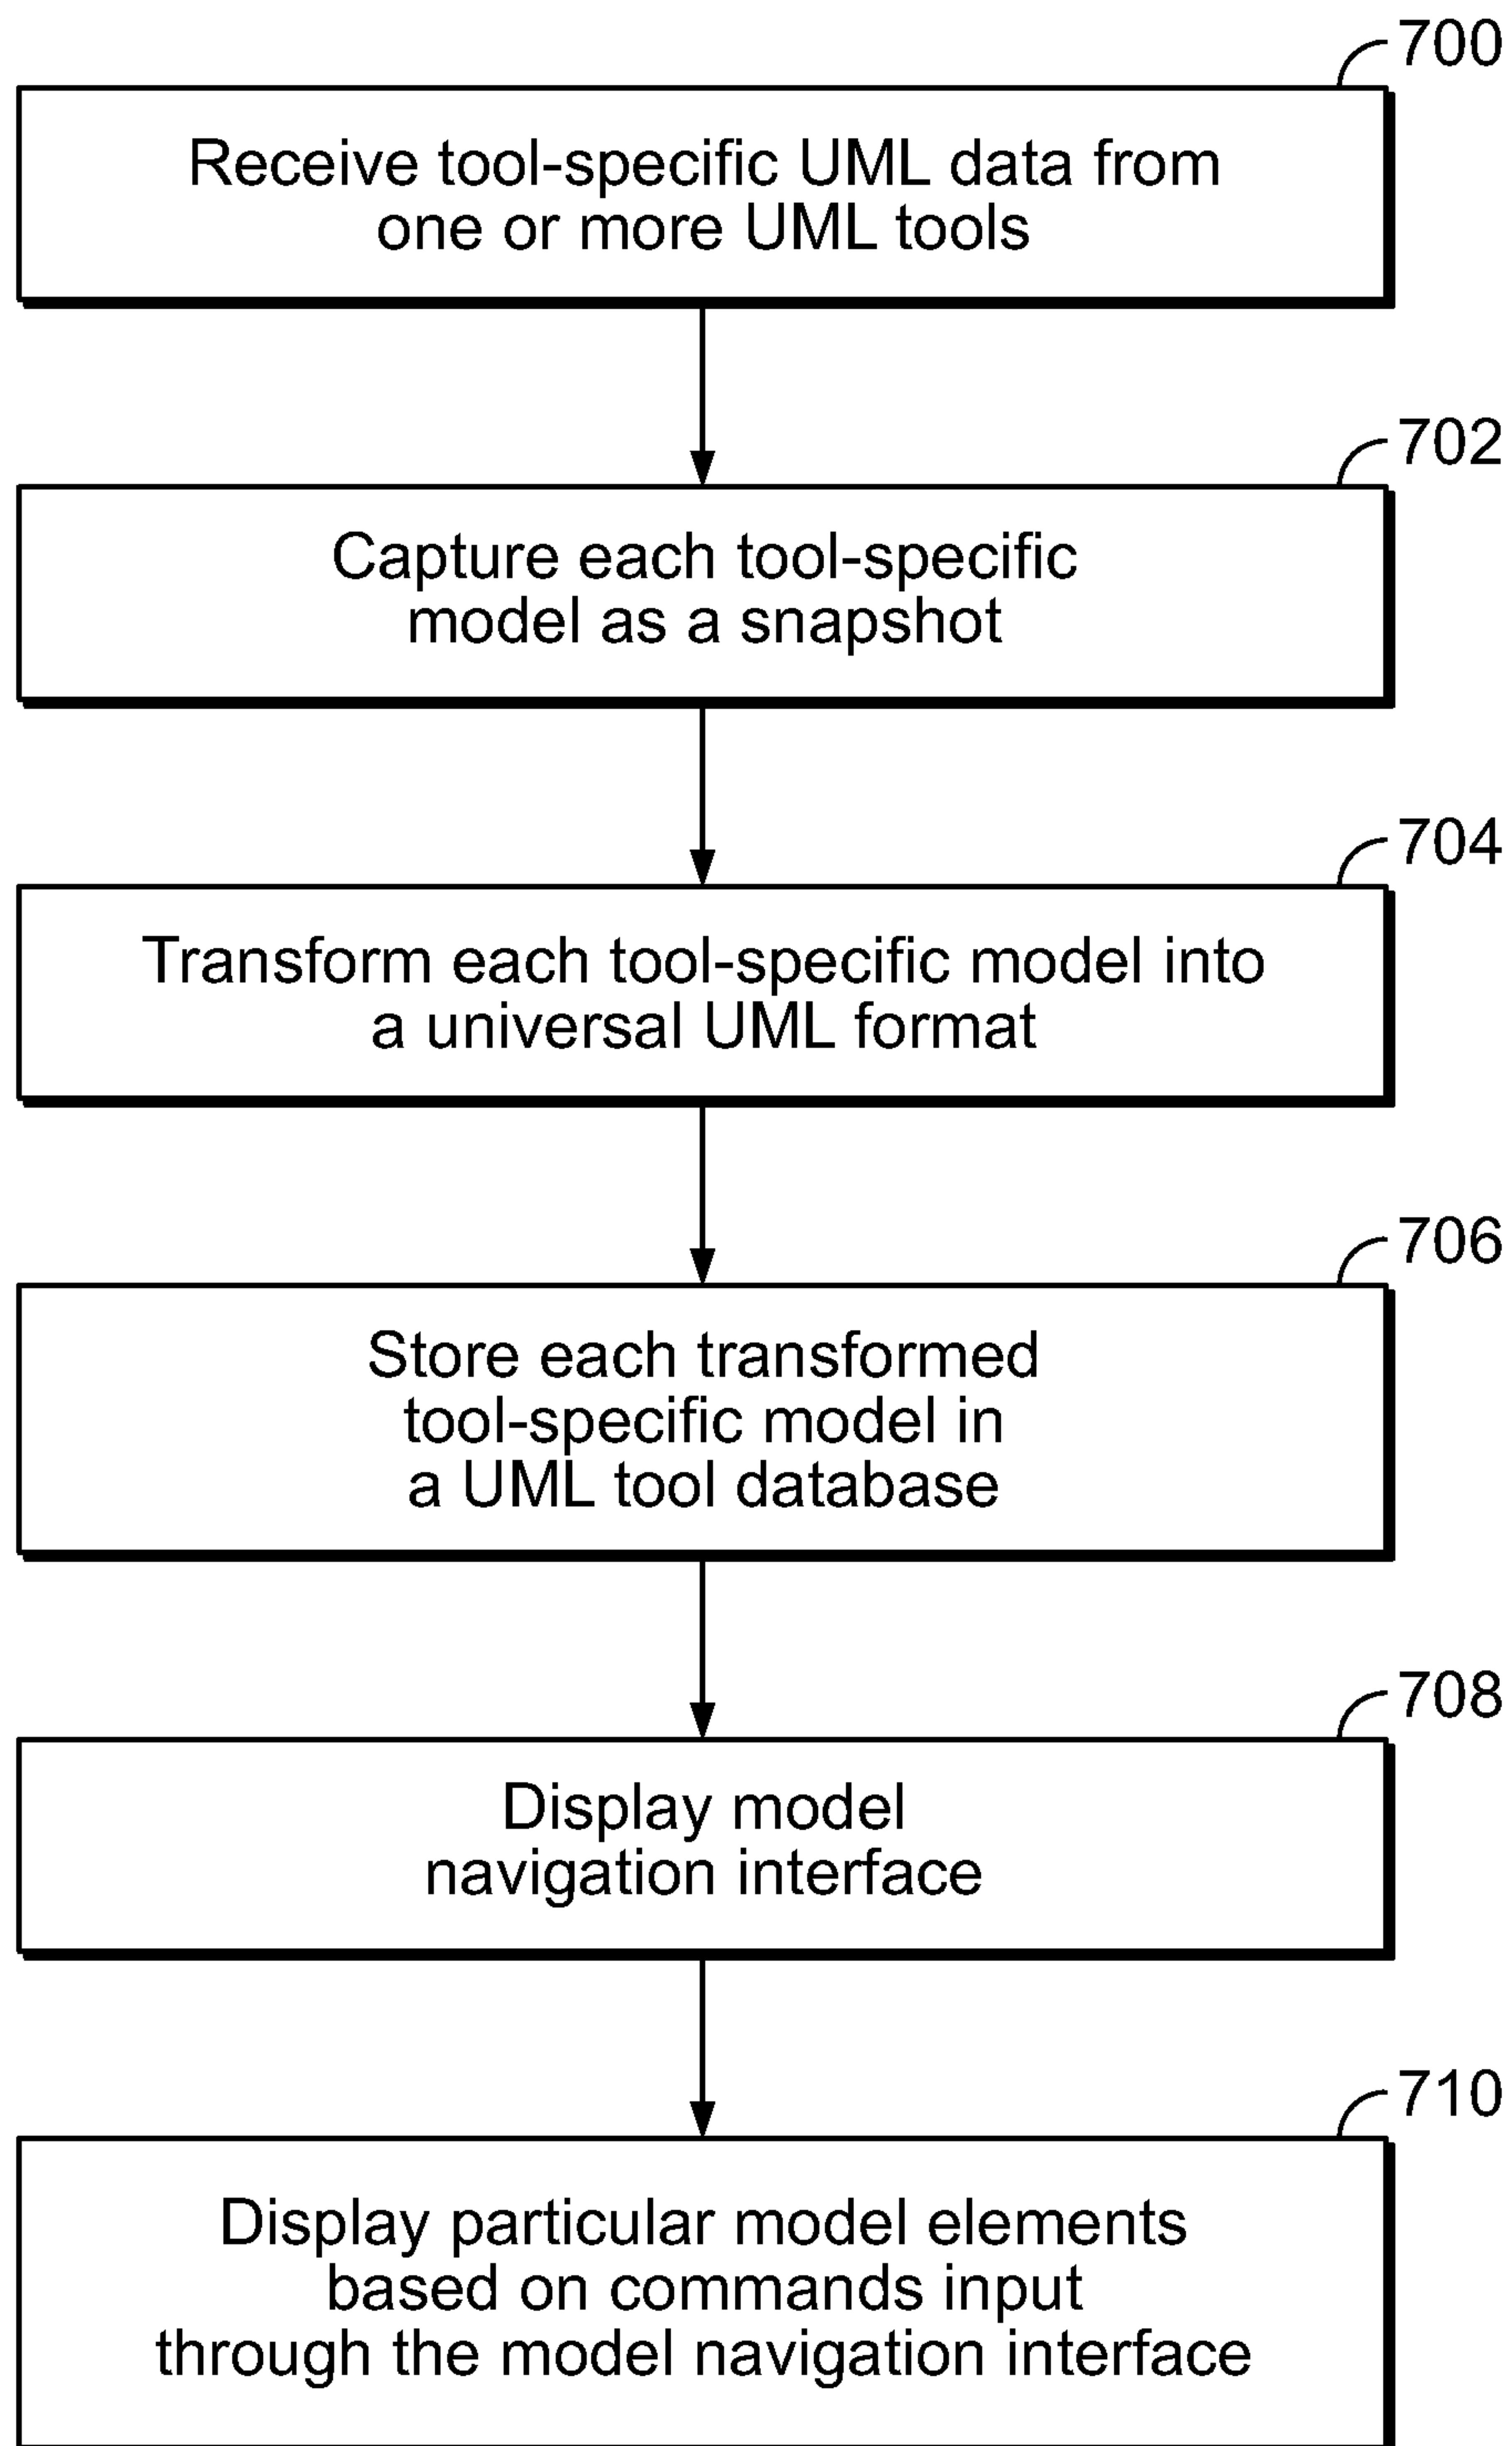 700
Receive tool-specific UML data from
one or more UML tools
702
Capture each tool-specific
model as a snapshot
704
Transform each tool-specific model into
a universal UML format
706
Store each transformed
tool-specific model in
a UML tool database
708
Display model
navigation interface
710
Display particular model elements
based on commands input
through the model navigation interface